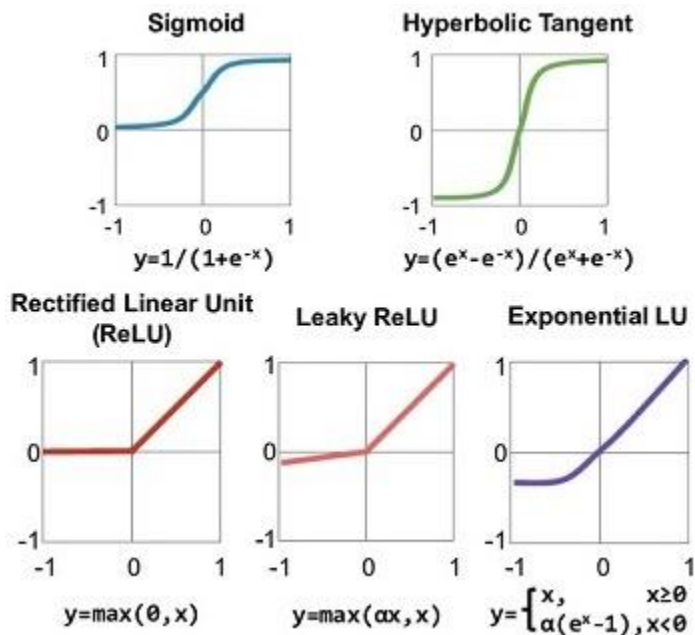 Sigmoid
Hyperbolic Tangent
1
0
-1
-1 0 1
y=1/(1+e⁻ˣ)
1
0
-1
-1 0 1
y=(eˣ-e⁻ˣ)/(eˣ+e⁻ˣ)
Rectified Linear Unit
(ReLU)
Leaky ReLU
Exponential LU
1
0
-1
-1 0 1
y=max(0,x)
1
0
-1
-1 0 1
y=max(αx,x)
1
0
-1
-1 0 1
y={x, x≥0
α(eˣ-1),x<0